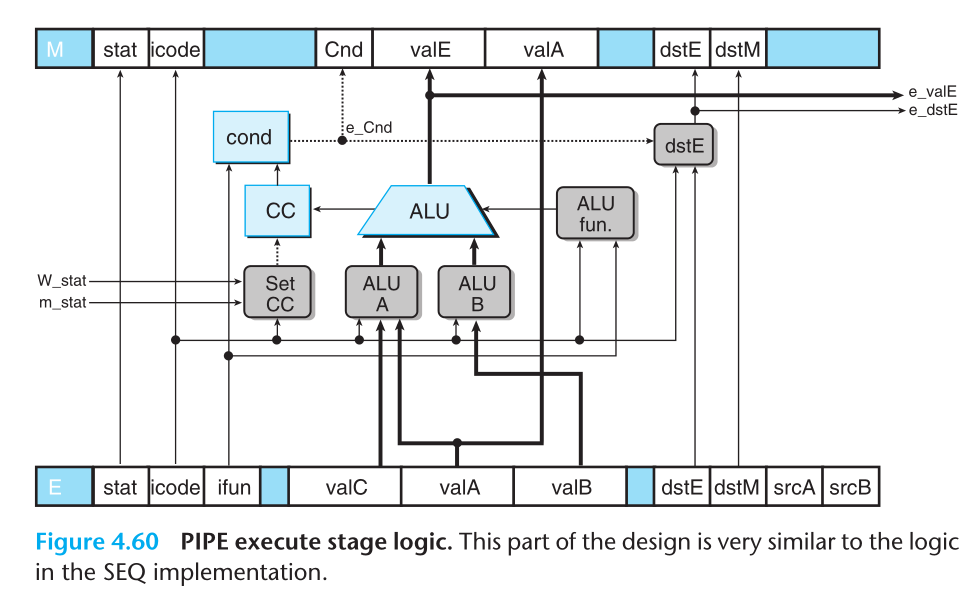 M stat icode Cnd valE valA dstE dstM
e_valE
e_dstE
e_Cnd
cond
dstE
CC
ALU
ALU
fun.
W_stat
m_stat
Set
CC
ALU
A
ALU
B
E stat icode ifun valC valA valB dstE dstM srcA srcB
Figure 4.60 PIPE execute stage logic. This part of the design is very similar to the logic
in the SEQ implementation.